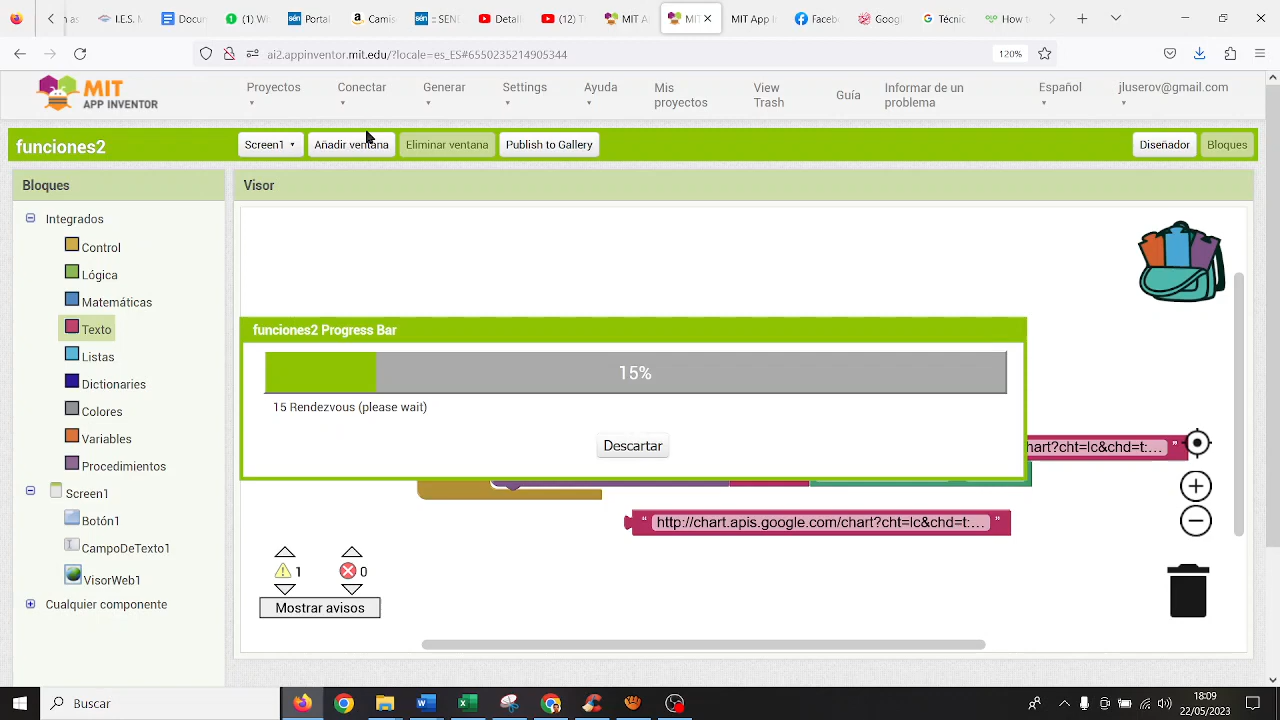 I.E.S.
Docum
(1) W
Portal
Camis
SENE
Detall
(12) T
MIT A
MIT
MIT App I
Faceb
Goog
Técnic
How t
ai2.appinventor.mit.edu/?locale=es_ES#6550235214905344
120%
MIT
APP INVENTOR
Proyectos
Conectar
Generar
Settings
Ayuda
Mis proyectos
View Trash
Guía
Informar de un problema
Español
jluserov@gmail.com
funciones2
Screen1
Añadir ventana
Eliminar ventana
Publish to Gallery
Diseñador
Bloques
Bloques
Visor
Integrados
Control
Lógica
Matemáticas
Texto
Listas
Dictionaries
Colores
Variables
Procedimientos
Screen1
Botón1
CampoDeTexto1
VisorWeb1
Cualquier componente
funciones2 Progress Bar
15%
15 Rendezvous (please wait)
Descartar
chart?cht=lc&chd=t:... ”
“ http://chart.apis.google.com/chart?cht=lc&chd=t:... ”
1
0
Mostrar avisos
Buscar
18:09
22/05/2023